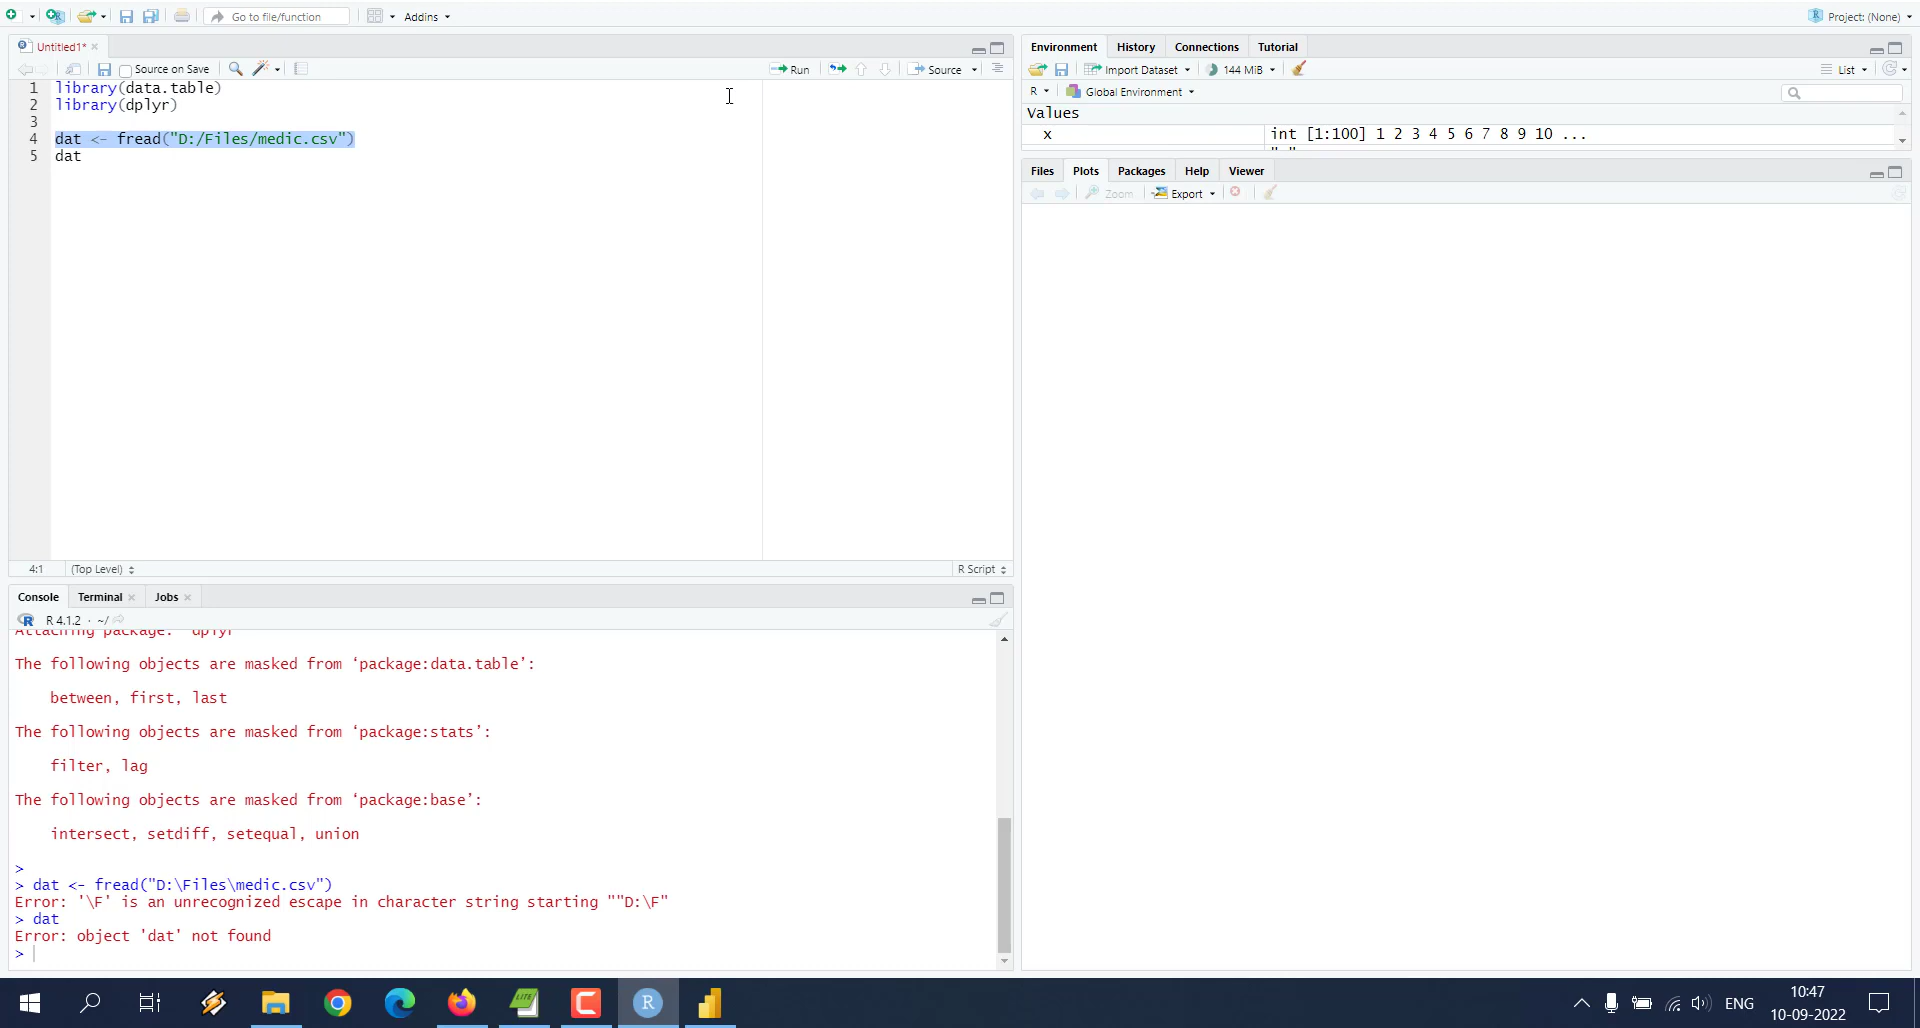 Go to file/function
Addins
Project: (None)
Untitled1*
Source on Save
Run
Source
1 library(data.table)
2 library(dplyr)
3
4 dat <- fread("D:/Files/medic.csv")
5 dat
4:1
(Top Level)
R Script
Console
Terminal
Jobs
R 4.1.2 · ~/
Attaching package: ‘dplyr’
The following objects are masked from ‘package:data.table’:
between, first, last
The following objects are masked from ‘package:stats’:
filter, lag
The following objects are masked from ‘package:base’:
intersect, setdiff, setequal, union
>
> dat <- fread("D:\Files\medic.csv")
Error: '\F' is an unrecognized escape in character string starting ""D:\F"
> dat
Error: object 'dat' not found
>
Environment
History
Connections
Tutorial
Import Dataset
144 MiB
List
R
Global Environment
Values
x int [1:100] 1 2 3 4 5 6 7 8 9 10 ...
Files
Plots
Packages
Help
Viewer
Zoom
Export
LITE
R
ENG
10:47
10-09-2022